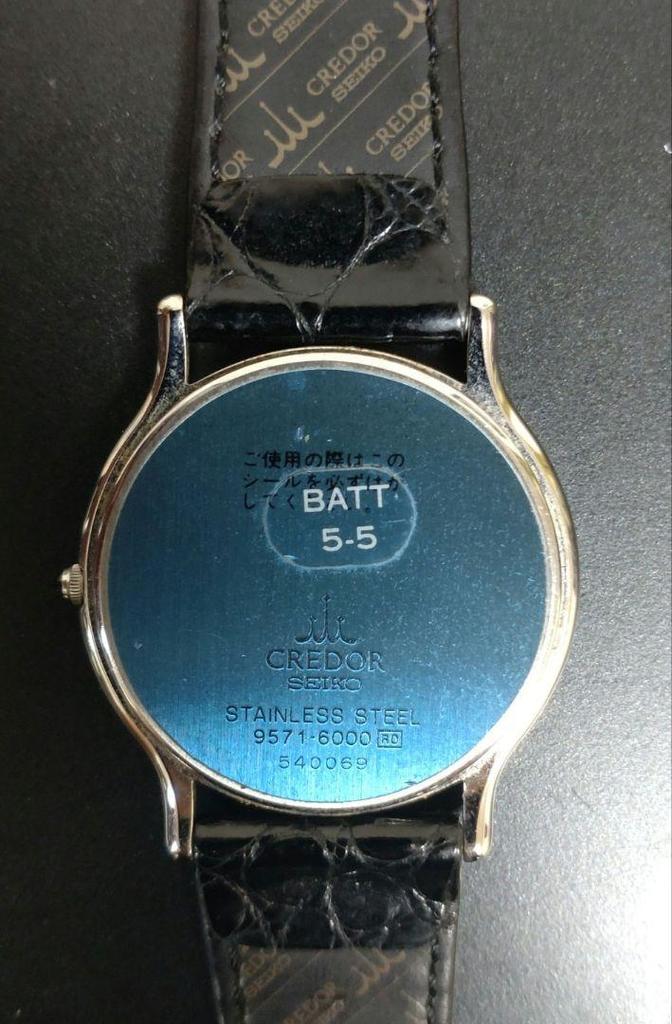 CREDOR
SEIKO
CREDOR
SEIKO
ご使用の際はこの
シールを必ずはが
してく 。
BATT
5-5
CREDOR
SEIKO
STAINLESS STEEL
9571-6000 RO
540069
CREDOR
SEIKO